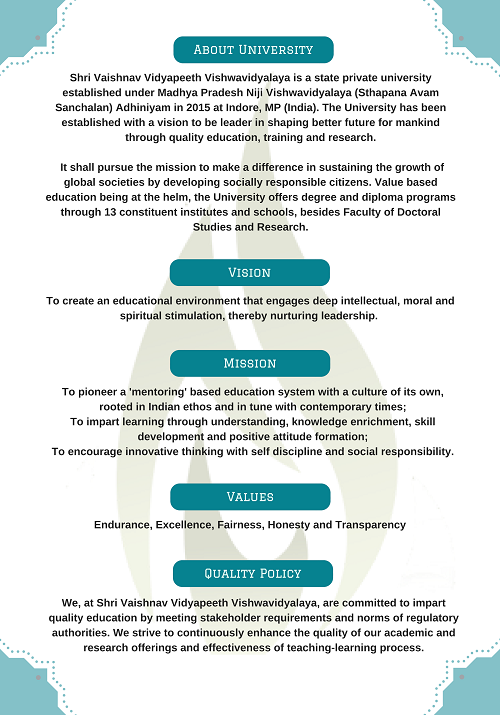 About University
Shri Vaishnav Vidyapeeth Vishwavidyalaya is a state private university
established under Madhya Pradesh Niji Vishwavidyalaya (Sthapana Avam
Sanchalan) Adhiniyam in 2015 at Indore, MP (India). The University has been
established with a vision to be leader in shaping better future for mankind
through quality education, training and research.
It shall pursue the mission to make a difference in sustaining the growth of
global societies by developing socially responsible citizens. Value based
education being at the helm, the University offers degree and diploma programs
through 13 constituent institutes and schools, besides Faculty of Doctoral
Studies and Research.
Vision
To create an educational environment that engages deep intellectual, moral and
spiritual stimulation, thereby nurturing leadership.
Mission
To pioneer a 'mentoring' based education system with a culture of its own,
rooted in Indian ethos and in tune with contemporary times;
To impart learning through understanding, knowledge enrichment, skill
development and positive attitude formation;
To encourage innovative thinking with self discipline and social responsibility.
Values
Endurance, Excellence, Fairness, Honesty and Transparency
Quality Policy
We, at Shri Vaishnav Vidyapeeth Vishwavidyalaya, are committed to impart
quality education by meeting stakeholder requirements and norms of regulatory
authorities. We strive to continuously enhance the quality of our academic and
research offerings and effectiveness of teaching-learning process.